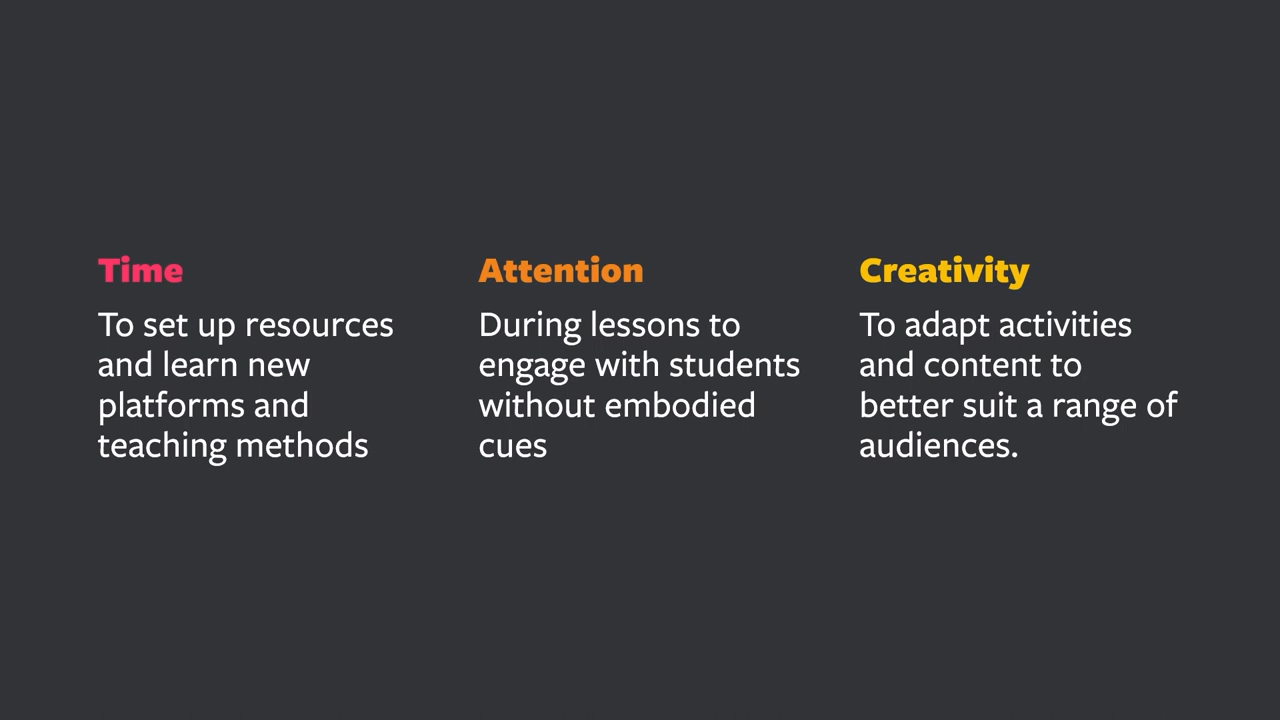 Time
To set up resources
and learn new
platforms and
teaching methods
Attention
During lessons to
engage with students
without embodied
cues
Creativity
To adapt activities
and content to
better suit a range of
audiences.